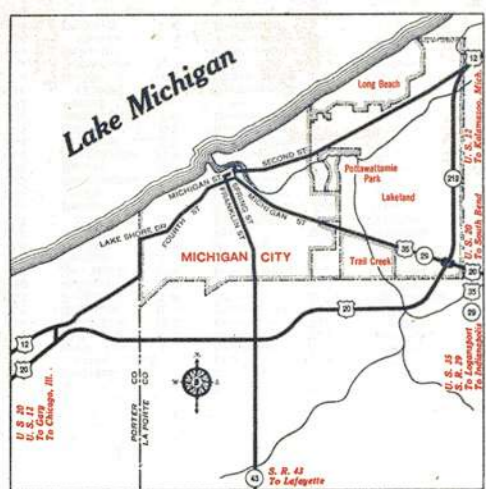 Lake Michigan
Long Beach
12
U.S. 12
To Kalamazoo, Mich.
SECOND ST
Pottawattamie
Park
212
MICHIGAN ST
SPRING ST
FRANKLIN ST
MICHIGAN ST
Lakeland
LAKE SHORE DR
FOURTH ST
U.S. 20
To South Bend
MICHIGAN CITY
35
29
Trail Creek
20
20
35
29
12
20
U S 20
U. S. 12
To Gary
To Chicago, Ill.
PORTER CO
LA PORTE CO
N
W
E
S
U.S. 35
S. R. 29
To Logansport
To Indianapolis
43
S. R. 43
To Lafayette